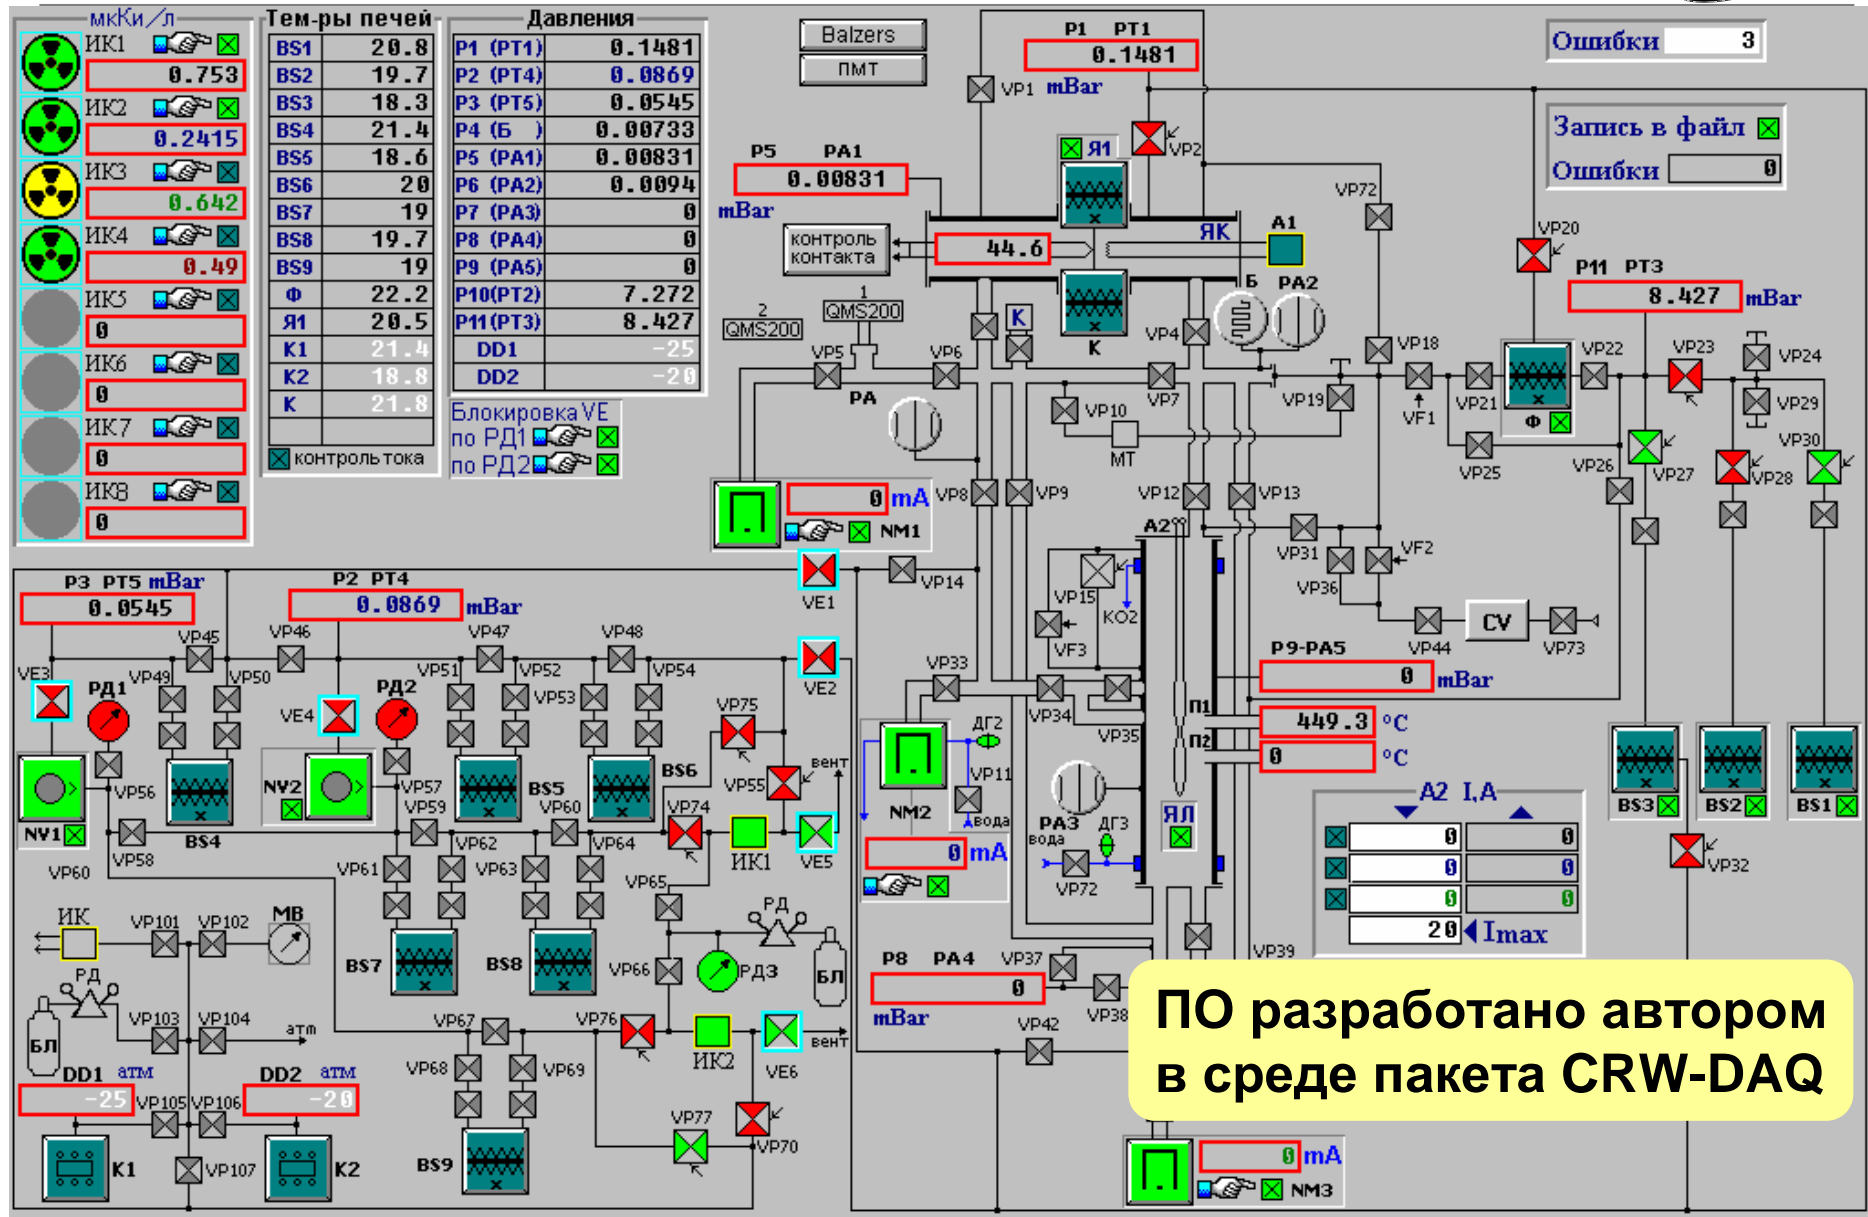 мкКи/л
ИК1
0.753
ИК2
0.2415
ИК3
0.642
ИК4
0.49
ИК5
0
ИК6
0
ИК7
0
ИК8
0
Тем-ры печей
BS1 20.8
BS2 19.7
BS3 18.3
BS4 21.4
BS5 18.6
BS6 20
BS7 19
BS8 19.7
BS9 19
Ф 22.2
Я1 20.5
К1 21.4
К2 18.8
К 21.8
контроль тока
Давления
P1 (PT1) 0.1481
P2 (PT4) 0.0869
P3 (PT5) 0.0545
P4 (Б ) 0.00733
P5 (PA1) 0.00831
P6 (PA2) 0.0094
P7 (PA3) 0
P8 (PA4) 0
P9 (PA5) 0
P10(PT2) 7.272
P11(PT3) 8.427
DD1 -25
DD2 -20
Блокировка VE
по РД1
по РД2
Balzers
ПМТ
P1 PT1
0.1481
mBar
VP1
VP2
Я1
P5 PA1
0.00831
mBar
контроль
контакта
44.6
ЯК
A1
К
К
Б
PA2
VP4
VP72
Ошибки 3
Запись в файл
Ошибки 0
VP20
P11 PT3
8.427 mBar
2
QMS200
1
QMS200
VP5
VP6
PA
VP7
VP10
МТ
VP19
VP18
VF1
VP21
VP22
Ф
VP25
VP23
VP24
VP29
VP30
VP26
VP27
VP28
0 mA
NM1
VP8
VP9
VP12
VP13
A2
VP31
VP36
VF2
VP14
VE1
VP15
КО2
VF3
VP44
CV
VP73
P3 PT5 mBar
0.0545
P2 PT4
0.0869 mBar
VP45
VP46
VP47
VP48
VE3
РД1
VP49
VP50
VE4
РД2
VP51
VP52
VP53
VP54
VE2
VP75
VP33
VP34
VP35
P9-PA5
0 mBar
П1
449.3 °C
П2
0 °C
ДГ2
VP11
вода
NM2
0 mA
PA3
ДГ3
вода
VP72
ЯЛ
A2 I,A
0 0
0 0
0 0
20 Imax
BS3
BS2
BS1
VP32
NV1
VP56
BS4
NV2
VP57
BS5
BS6
VP55
вент
VP58
VP59
VP60
VP74
ИК1
VE5
VP60
VP61
VP62
VP63
VP64
VP65
BS7
BS8
VP66
РД3
РД
БЛ
ИК
VP101
VP102
МВ
РД
БЛ
VP103
VP104
атм
DD1 атм
-25
DD2 атм
-20
VP105
VP106
К1
VP107
К2
VP67
VP68
VP69
VP76
ИК2
VE6
вент
VP77
VP70
BS9
P8 PA4
0
mBar
VP37
VP38
VP39
VP42
0 mA
NM3
ПО разработано автором
в среде пакета CRW-DAQ